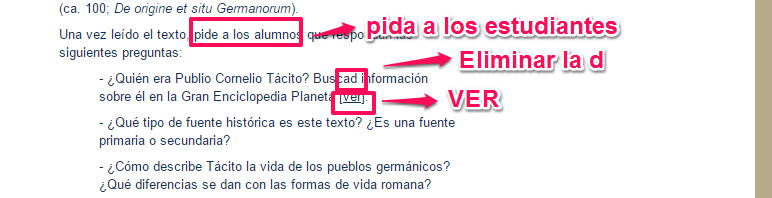 (ca. 100; De origine et situ Germanorum).
Una vez leído el texto, pide a los alumnos que respondan las
siguientes preguntas:
pida a los estudiantes
- ¿Quién era Publio Cornelio Tácito? Buscad información
sobre él en la Gran Enciclopedia Planeta [ver].
Eliminar la d
VER
- ¿Qué tipo de fuente histórica es este texto? ¿Es una fuente
primaria o secundaria?
- ¿Cómo describe Tácito la vida de los pueblos germánicos?
¿Qué diferencias se dan con las formas de vida romana?